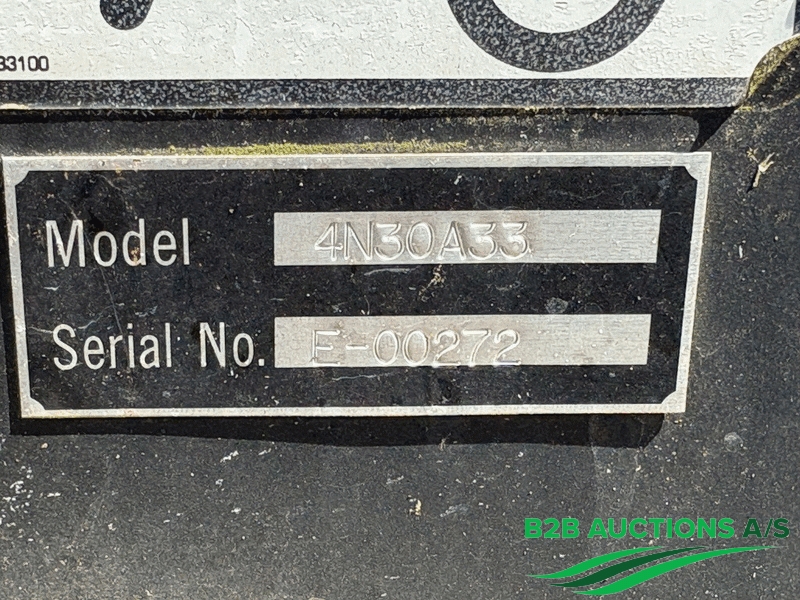 33100
Model 4N30A33
Serial No. F-00272
B2B AUCTIONS A/S